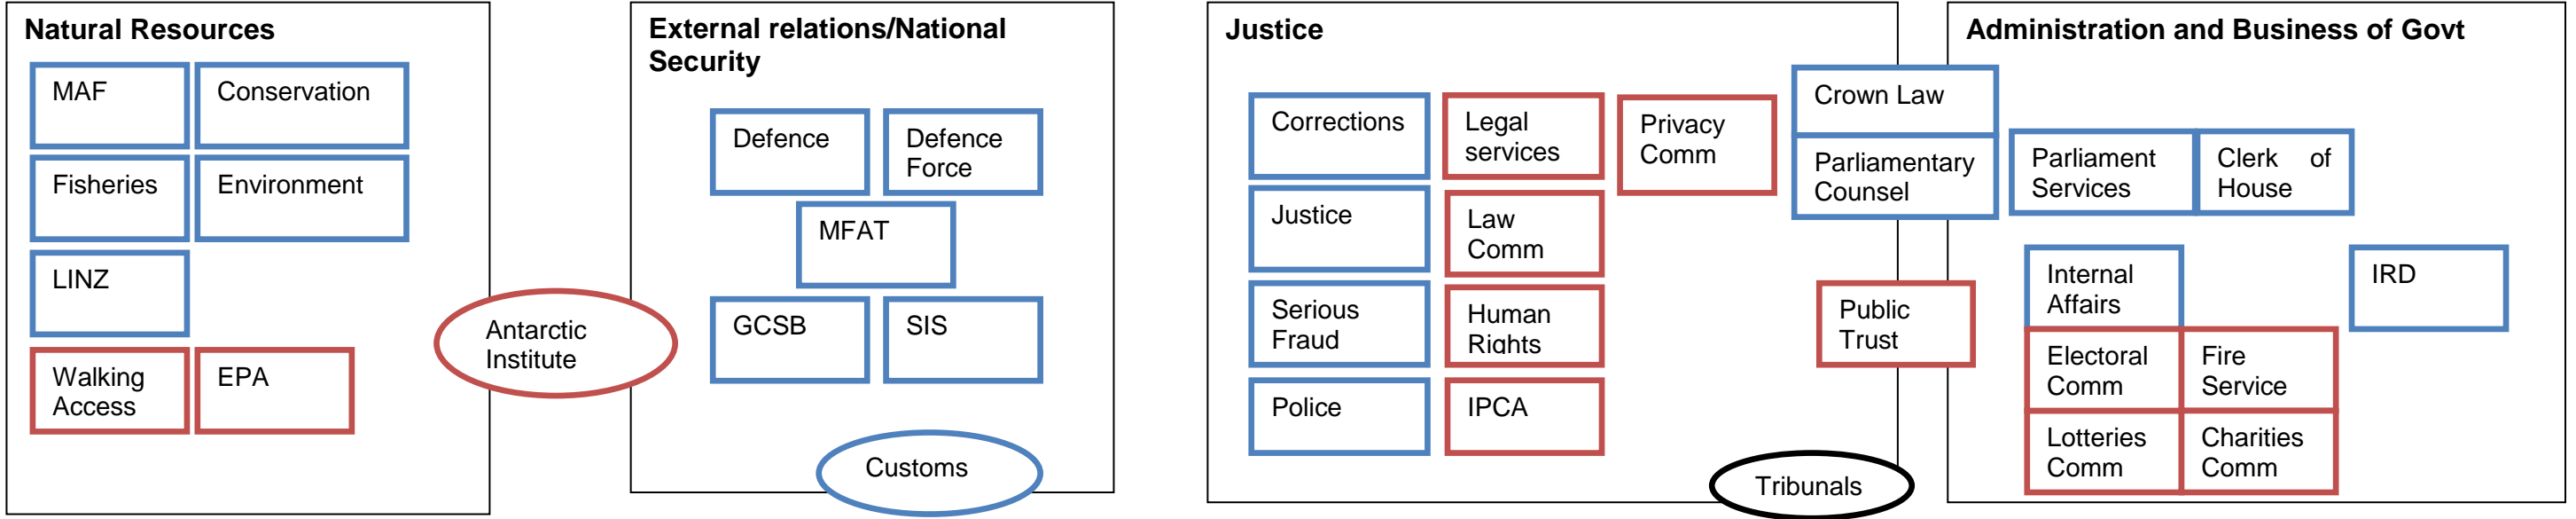 Natural Resources
MAF
Conservation
Fisheries
Environment
LINZ
Walking
Access
EPA
Antarctic
Institute
External relations/National
Security
Defence
Defence
Force
MFAT
GCSB
SIS
Customs
Justice
Corrections
Legal
services
Privacy
Comm
Justice
Law
Comm
Serious
Fraud
Human
Rights
Police
IPCA
Tribunals
Crown Law
Parliamentary
Counsel
Public
Trust
Administration and Business of Govt
Parliament
Services
Clerk of
House
Internal
Affairs
IRD
Electoral
Comm
Fire
Service
Lotteries
Comm
Charities
Comm